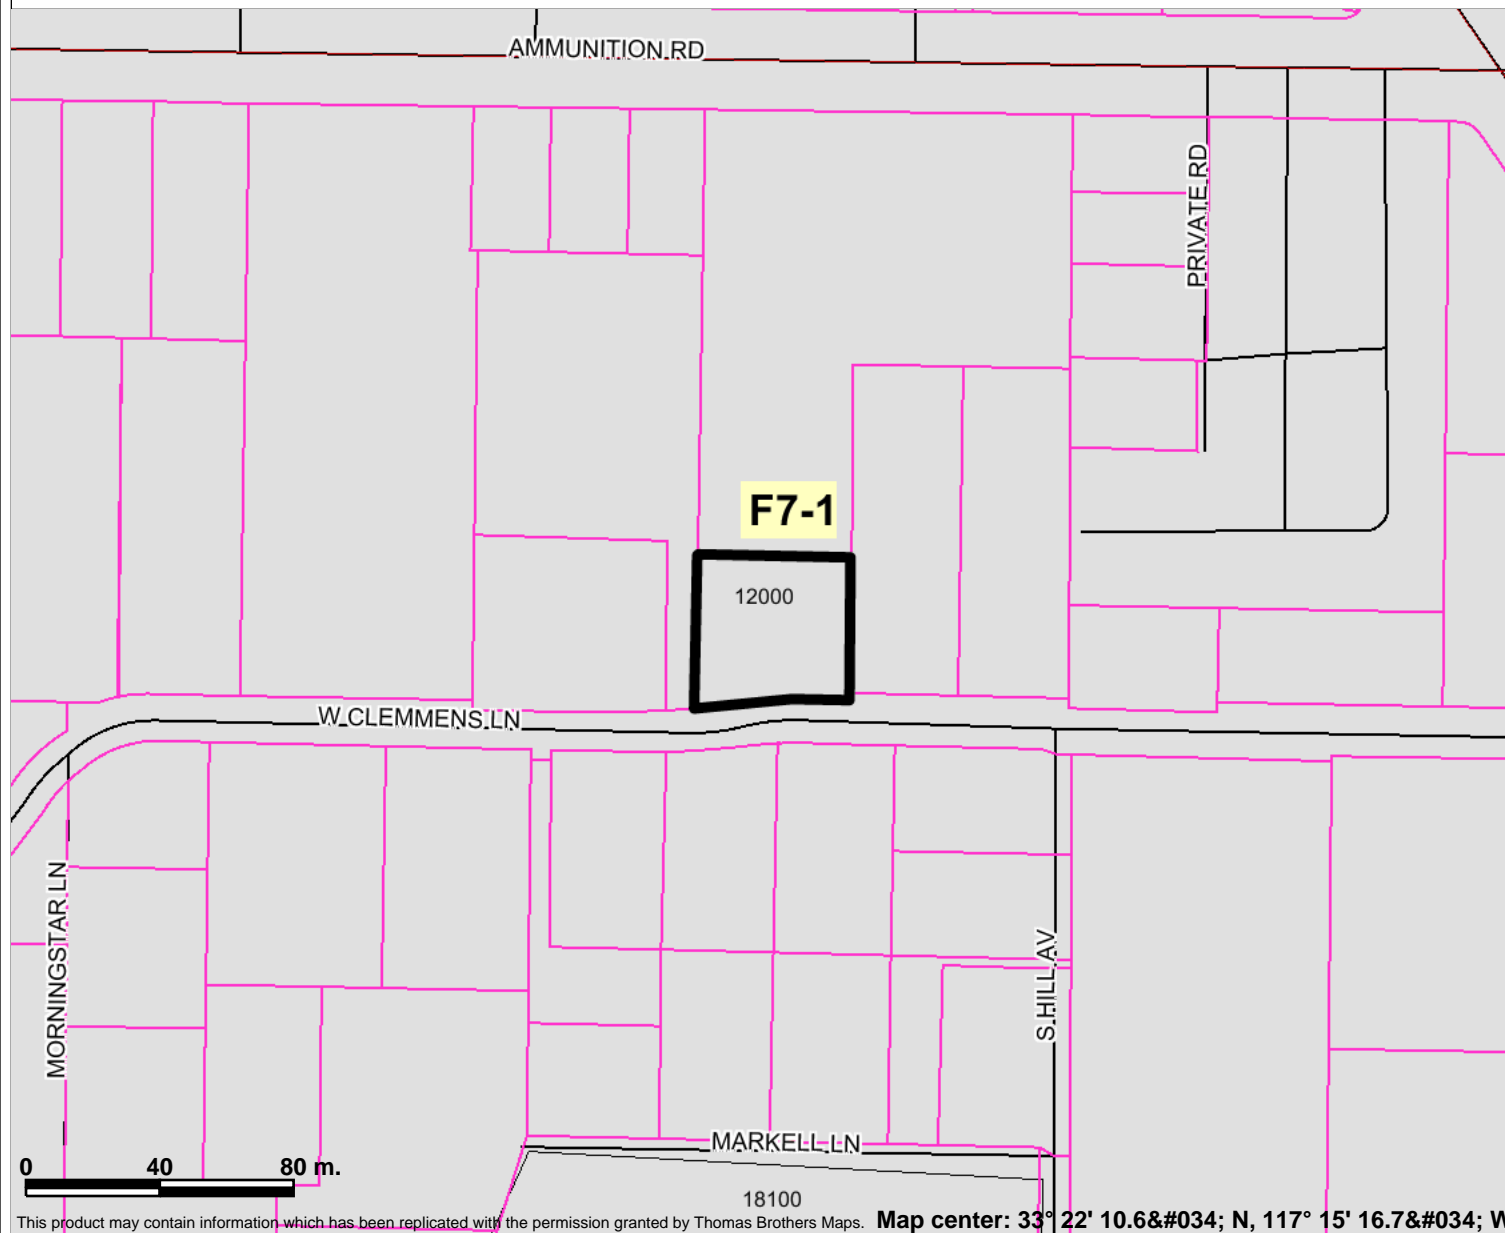 AMMUNITION RD
PRIVATE RD
F7-1
12000
W CLEMMENS LN
MORNINGSTAR LN
S HILL AV
MARKELL LN
0 40 80 m.
18100
This product may contain information which has been replicated with the permission granted by Thomas Brothers Maps. Map center: 33° 22' 10.6&#034; N, 117° 15' 16.7&#034; W